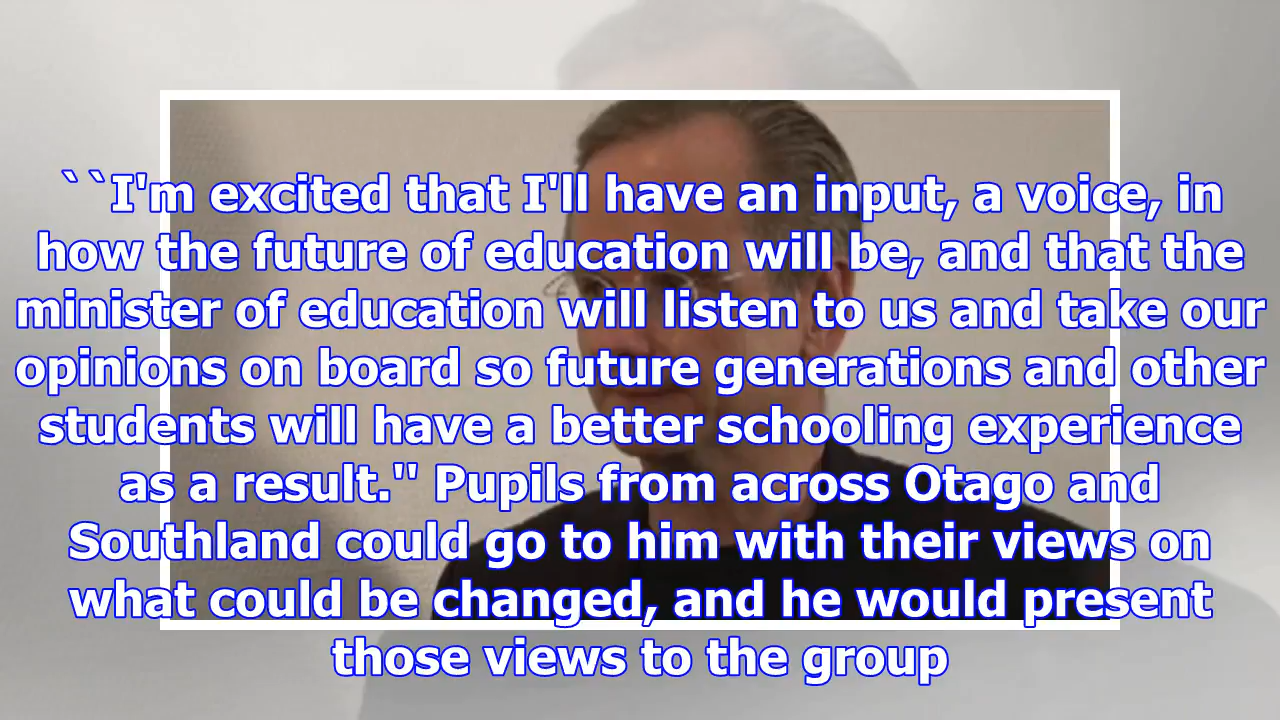 ``I'm excited that I'll have an input, a voice, in
how the future of education will be, and that the
minister of education will listen to us and take our
opinions on board so future generations and other
students will have a better schooling experience
as a result.'' Pupils from across Otago and
Southland could go to him with their views on
what could be changed, and he would present
those views to the group